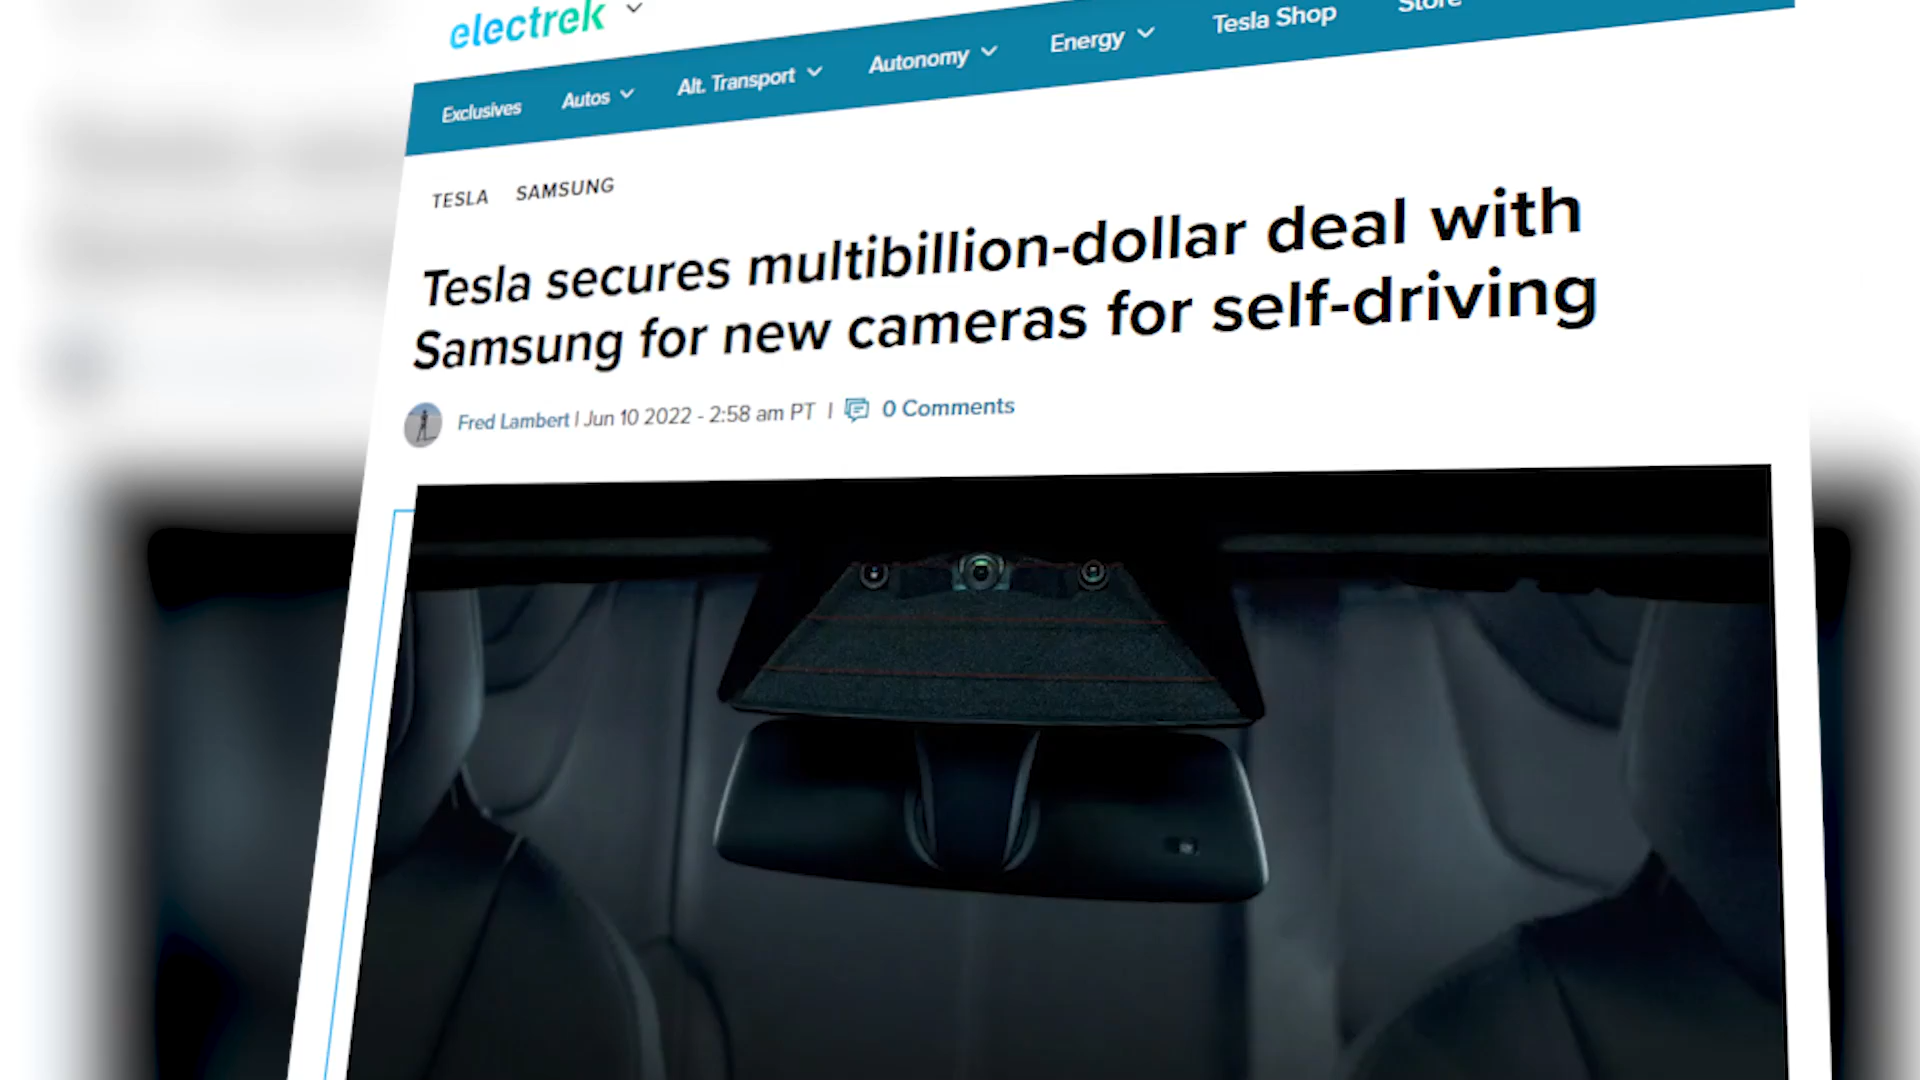 electrek
Exclusives Autos Alt. Transport Autonomy Energy Tesla Shop Store
TESLA SAMSUNG
Tesla secures multibillion-dollar deal with
Samsung for new cameras for self-driving
Fred Lambert | Jun 10 2022 - 2:58 am PT | 0 Comments